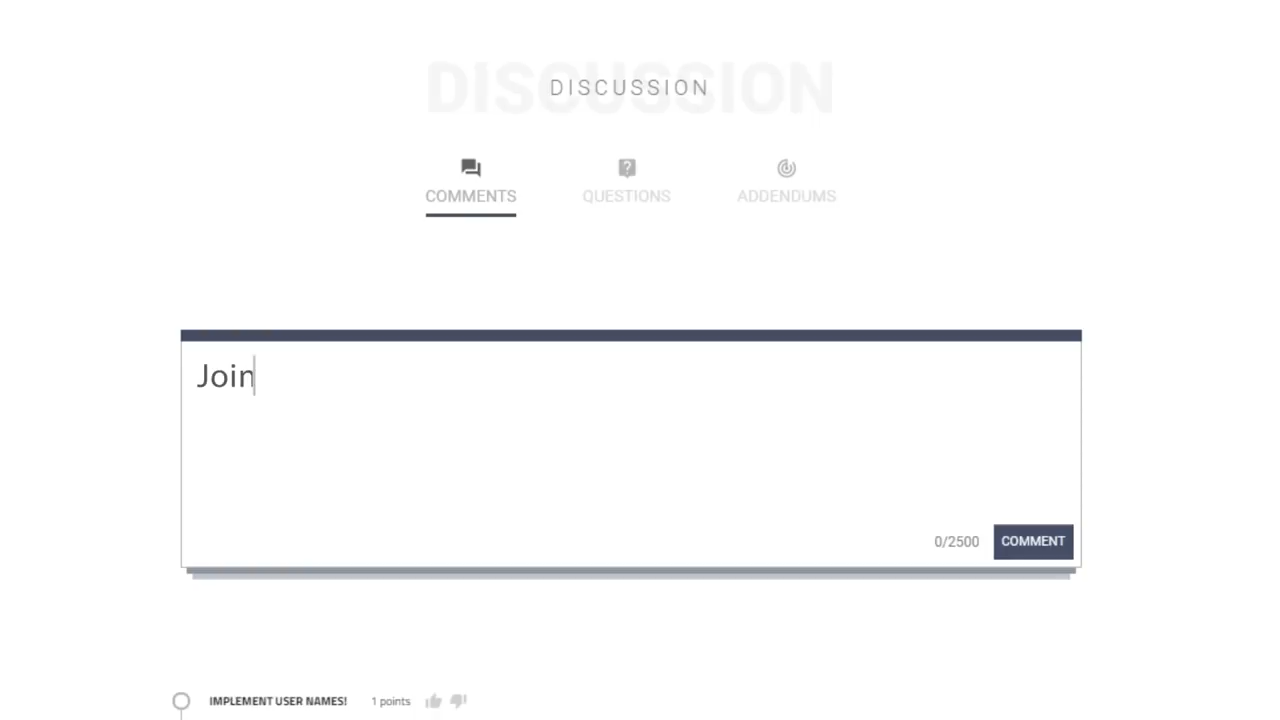 DISCUSSION
DISCUSSION
COMMENTS QUESTIONS ADDENDUMS
Join
0/2500 COMMENT
IMPLEMENT USER NAMES! 1 points